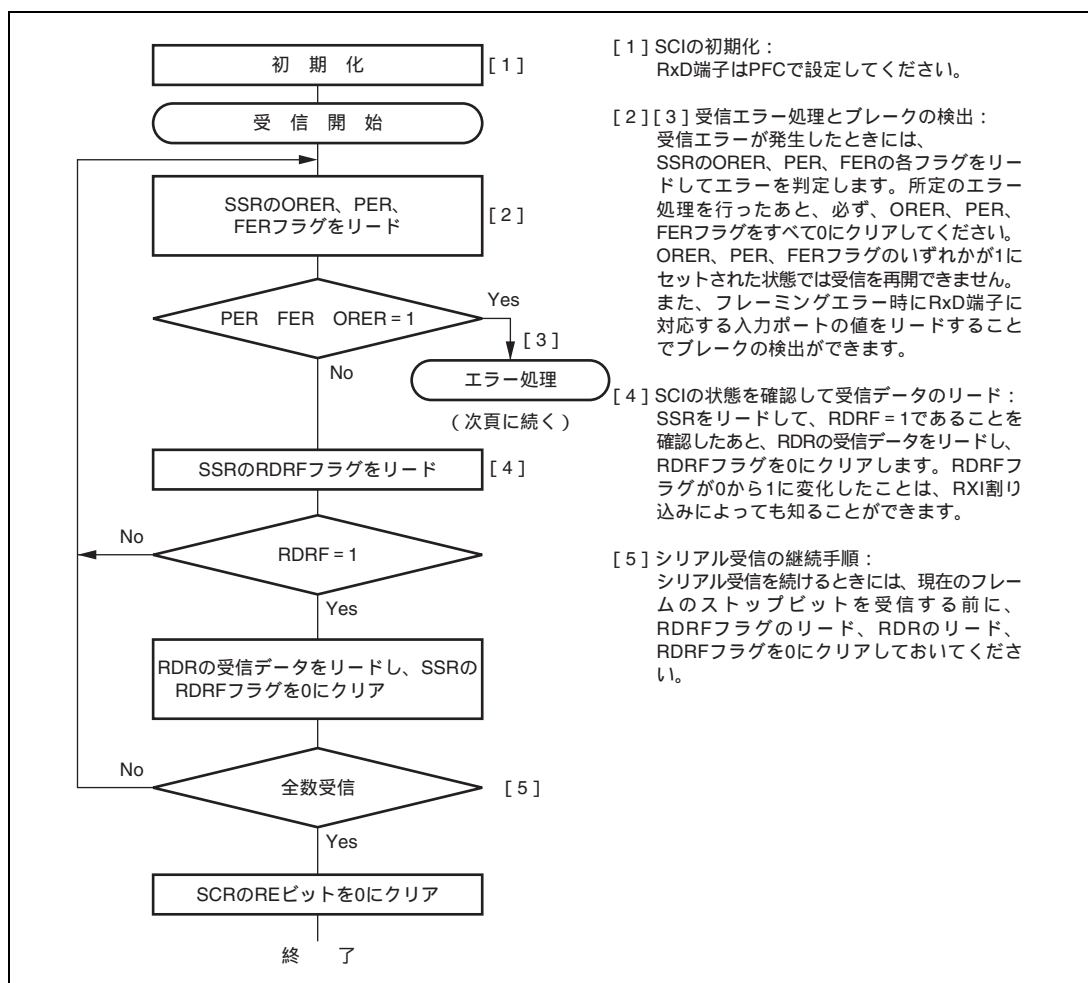 初 期 化
[ 1 ]
受 信 開 始
SSRのORER、PER、
FERフラグをリード
[ 2 ]
PER FER ORER = 1
Yes
[ 3 ]
No
エラー処理
( 次頁に続く )
SSRのRDRFフラグをリード
[ 4 ]
No
RDRF = 1
Yes
RDRの受信データをリードし、SSRの
RDRFフラグを0にクリア
No
全数受信
[ 5 ]
Yes
SCRのREビットを0にクリア
終 了
[ 1 ] SCIの初期化：
RxD端子はPFCで設定してください。
[ 2 ] [ 3 ] 受信エラー処理とブレークの検出：
受信エラーが発生したときには、
SSRのORER、PER、FERの各フラグをリー
ドしてエラーを判定します。所定のエラー
処理を行ったあと、必ず、ORER、PER、
FERフラグをすべて0にクリアしてください。
ORER、PER、FERフラグのいずれかが1に
セットされた状態では受信を再開できません。
また、フレーミングエラー時にRxD端子に
対応する入力ポートの値をリードすること
でブレークの検出ができます。
[ 4 ] SCIの状態を確認して受信データのリード：
SSRをリードして、RDRF = 1であることを
確認したあと、RDRの受信データをリードし、
RDRFフラグを0にクリアします。RDRFフ
ラグが0から1に変化したことは、RXI割り
込みによっても知ることができます。
[ 5 ] シリアル受信の継続手順：
シリアル受信を続けるときには、現在のフレー
ムのストップビットを受信する前に、
RDRFフラグのリード、RDRのリード、
RDRFフラグを0にクリアしておいてくださ
い。